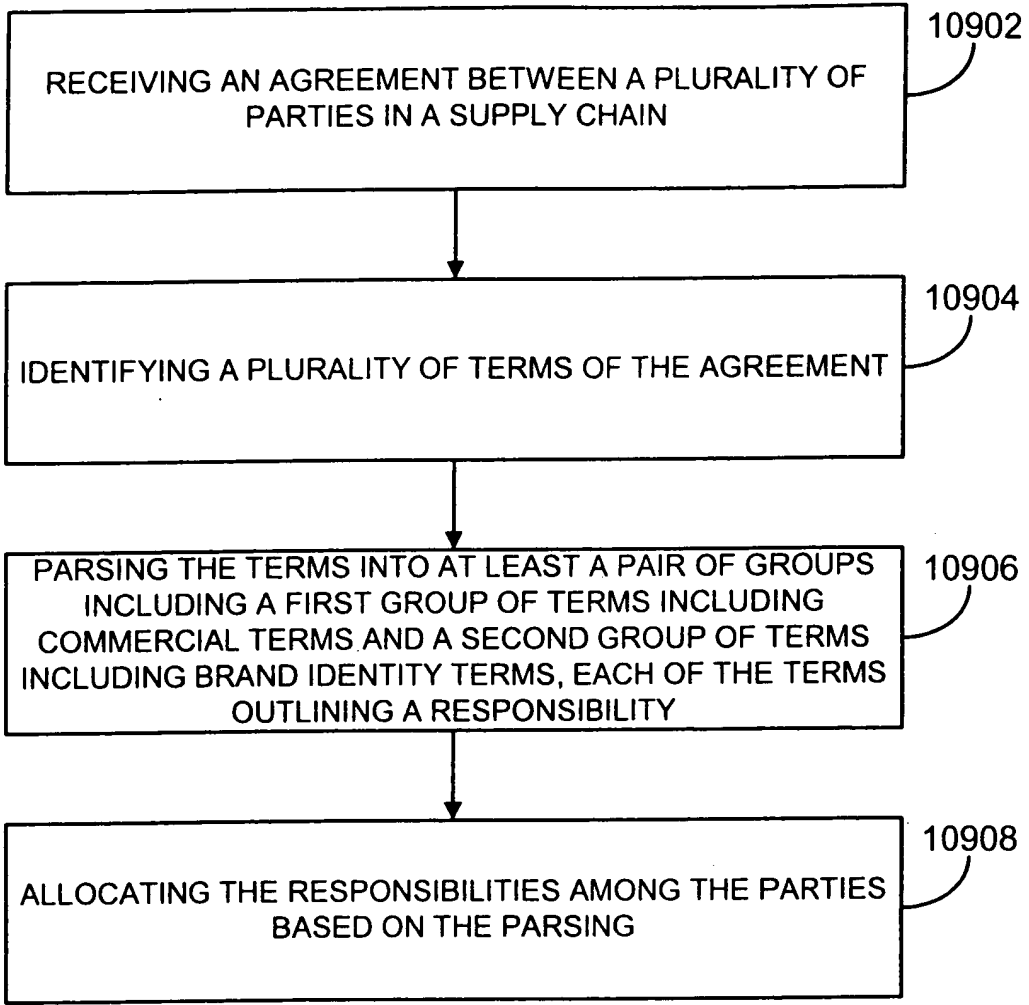 10902
RECEIVING AN AGREEMENT BETWEEN A PLURALITY OF
PARTIES IN A SUPPLY CHAIN
10904
IDENTIFYING A PLURALITY OF TERMS OF THE AGREEMENT
10906
PARSING THE TERMS INTO AT LEAST A PAIR OF GROUPS
INCLUDING A FIRST GROUP OF TERMS INCLUDING
COMMERCIAL TERMS AND A SECOND GROUP OF TERMS
INCLUDING BRAND IDENTITY TERMS, EACH OF THE TERMS
OUTLINING A RESPONSIBILITY
10908
ALLOCATING THE RESPONSIBILITIES AMONG THE PARTIES
BASED ON THE PARSING